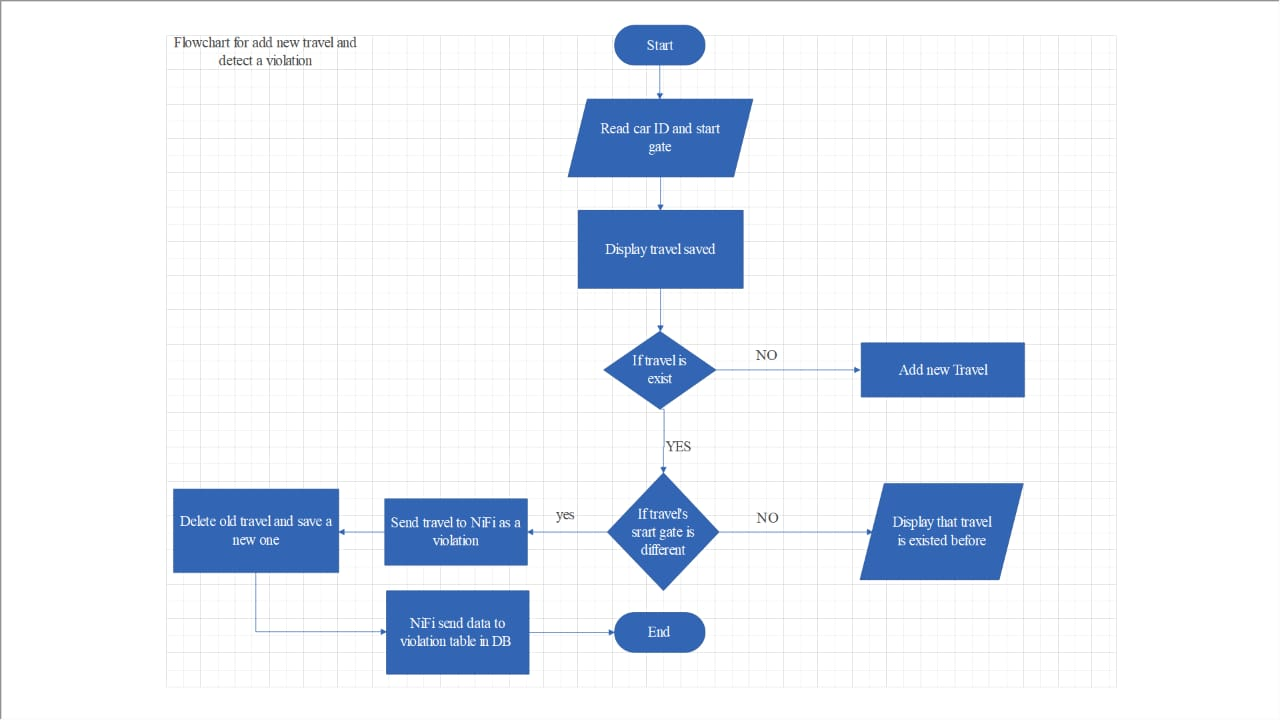 Flowchart for add new travel and
detect a violation
Start
Read car ID and start
gate
Display travel saved
If travel is
exist
NO
Add new Travel
YES
Delete old travel and save a
new one
Send travel to NiFi as a
violation
yes
If travel's
srart gate is
different
NO
Display that travel
is existed before
NiFi send data to
violation table in DB
End